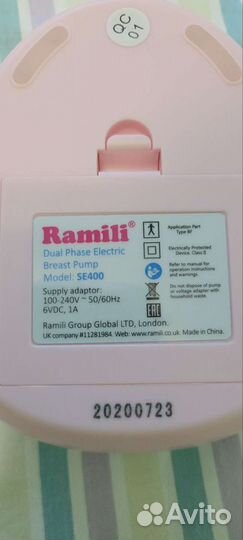 QC
01
Ramili®
Dual Phase Electric
Breast Pump
Model: SE400
Supply adaptor:
100-240V ~ 50/60Hz
6VDC, 1A
Application Part
Type BF
Electrically Protected
Device, Class II
Refer to manual for
operation instructions
and warnings.
Do not dispose of pump
or voltage adapter with
household waste.
EAC
Ramili Group Global LTD, London.
UK company #11281984 Web: www.ramili.co.uk Made in China.
20200723
Avito